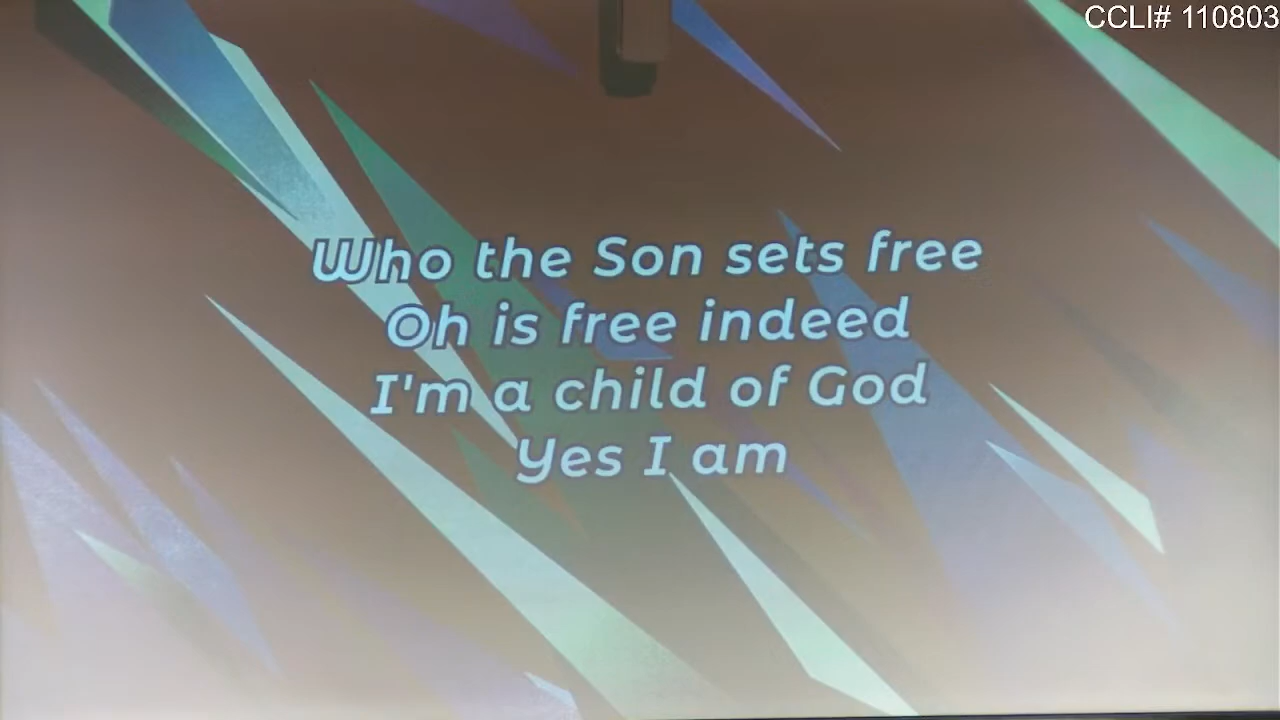 CCLI# 110803
Who the Son sets free
Oh is free indeed
I'm a child of God
Yes I am